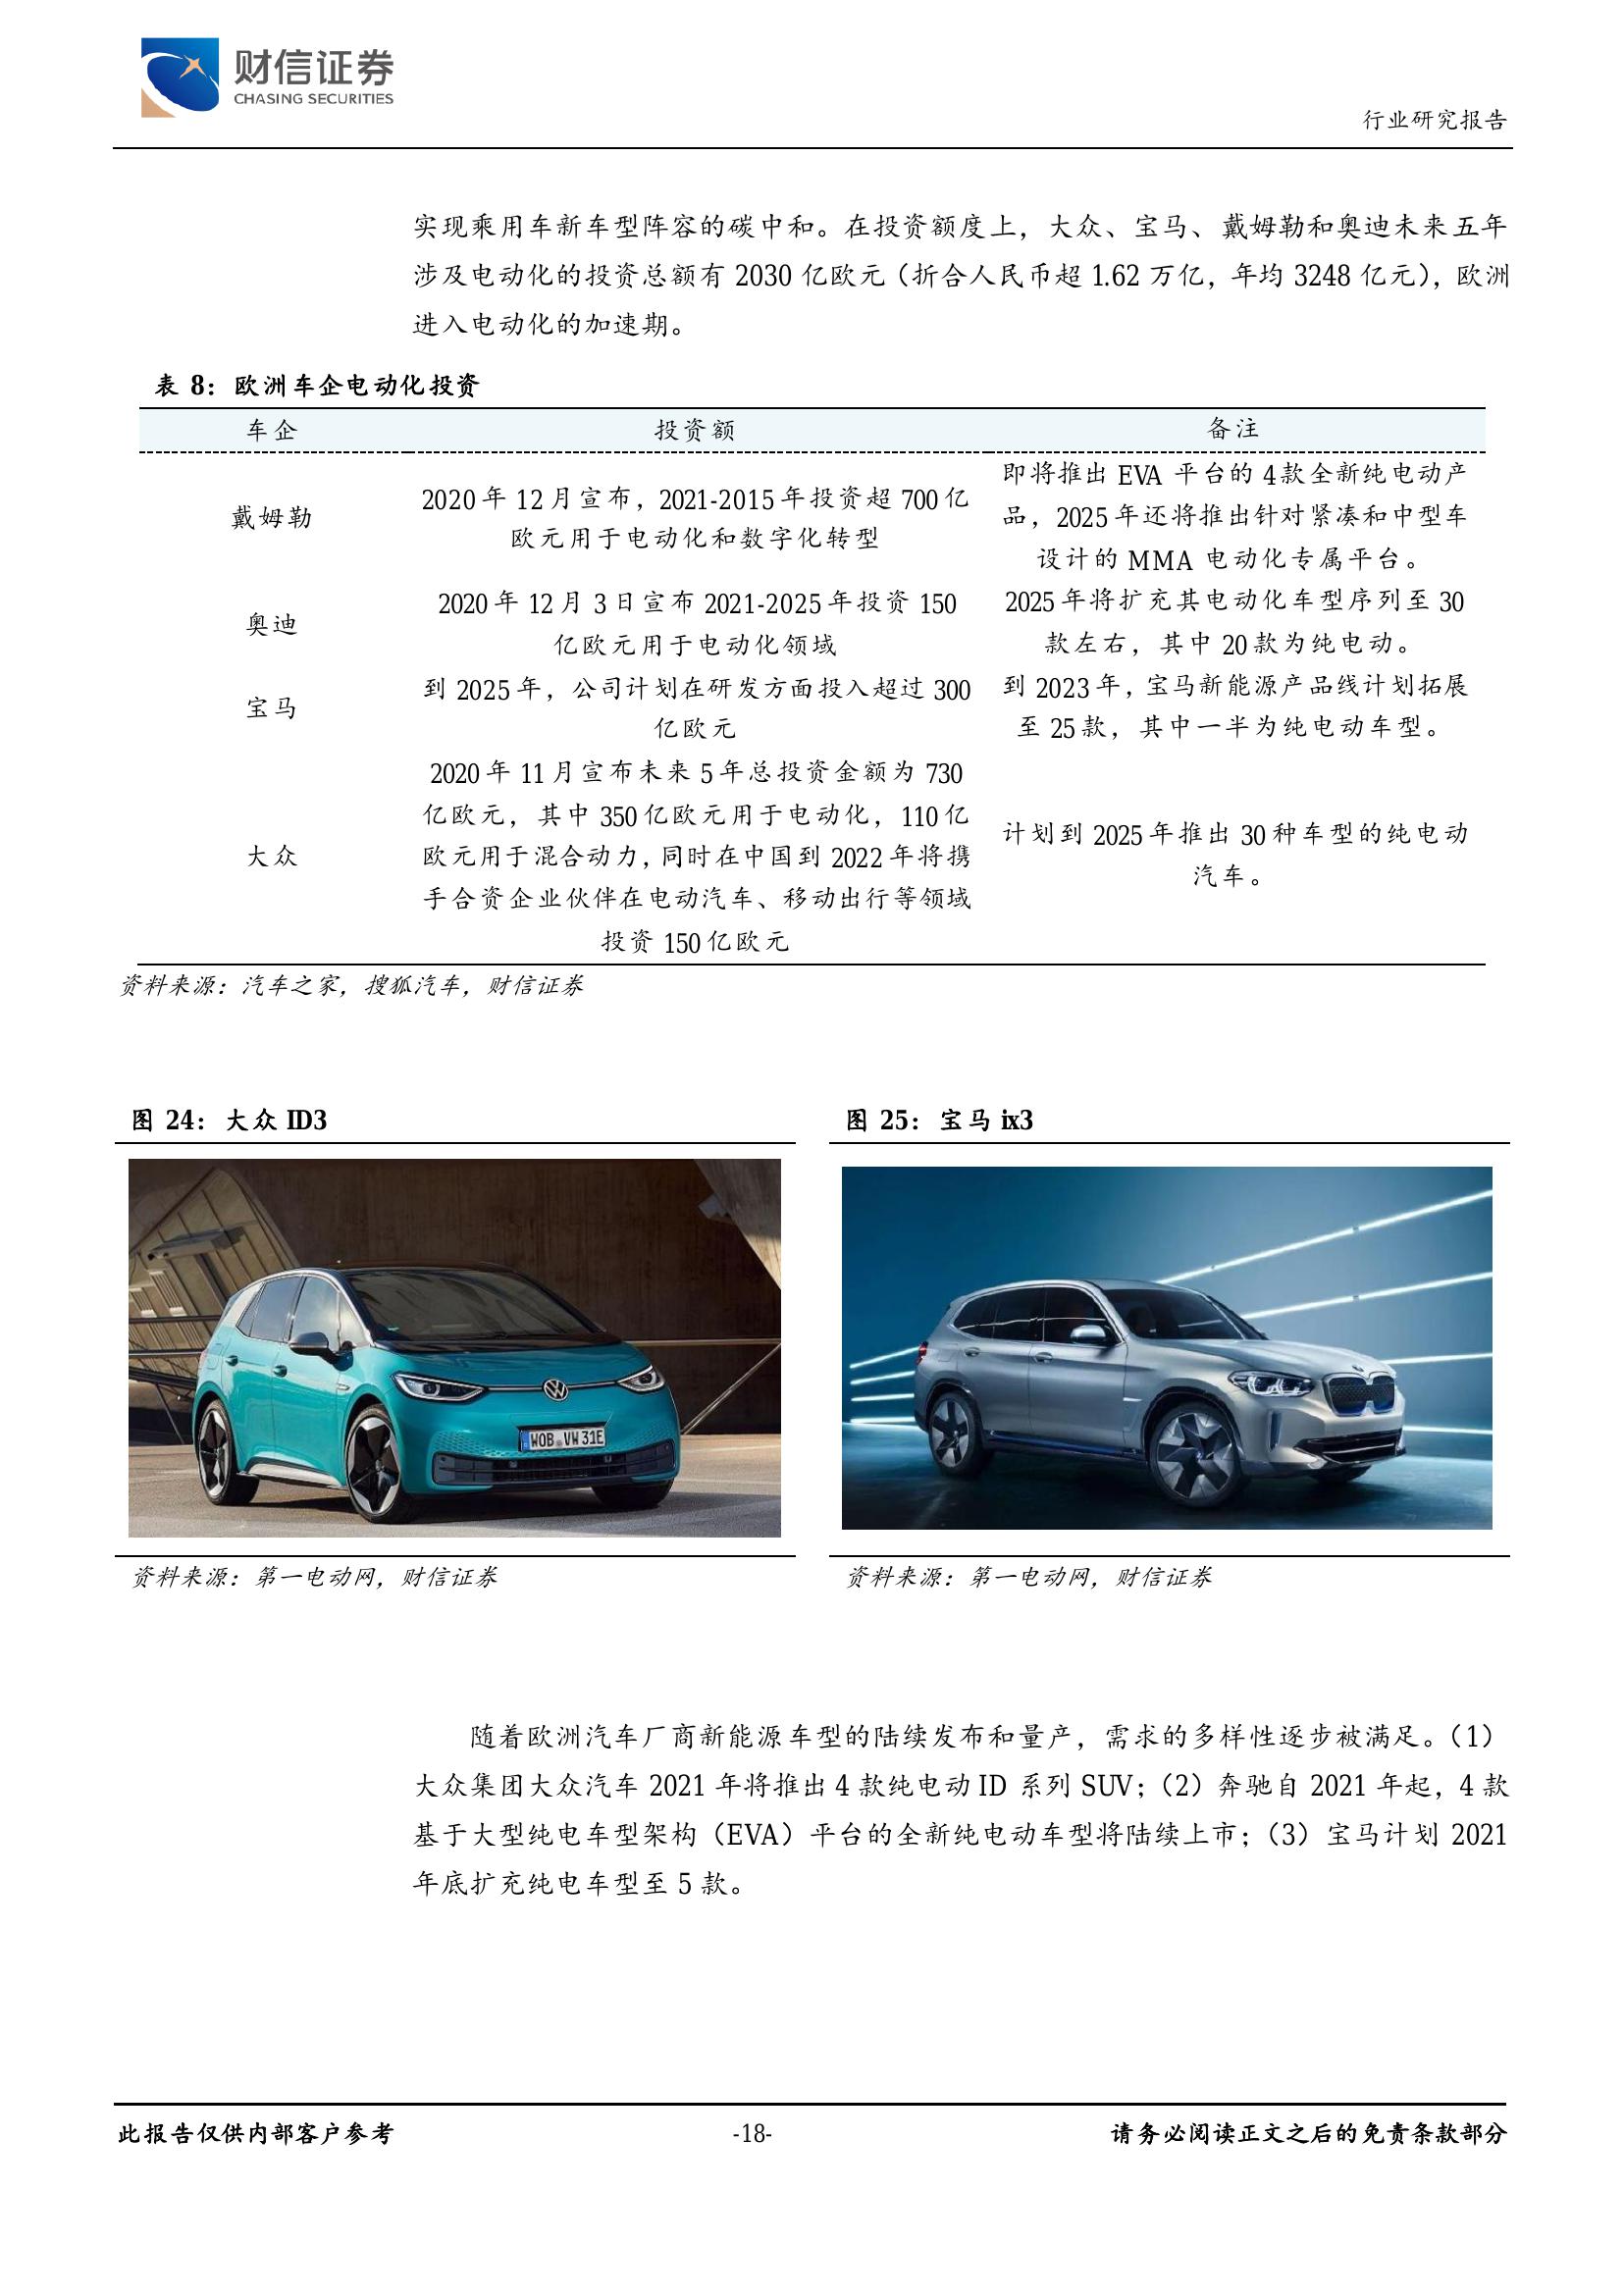 财信证券
CHASING SECURITIES
行业研究报告
实现乘用车新车型阵容的碳中和。在投资额度上，大众、宝马、戴姆勒和奥迪未来五年
涉及电动化的投资总额有 2030 亿欧元（折合人民币超 1.62 万亿，年均 3248 亿元），欧洲
进入电动化的加速期。
表 8：欧洲车企电动化投资
车企 投资额 备注
戴姆勒
2020 年 12 月宣布，2021-2015 年投资超 700 亿
欧元用于电动化和数字化转型
即将推出 EVA 平台的 4 款全新纯电动产
品，2025 年还将推出针对紧凑和中型车
设计的 MMA 电动化专属平台。
奥迪
2020 年 12 月 3 日宣布 2021-2025 年投资 150
亿欧元用于电动化领域
2025 年将扩充其电动化车型序列至 30
款左右，其中 20 款为纯电动。
宝马
到 2025 年，公司计划在研发方面投入超过 300
亿欧元
到 2023 年，宝马新能源产品线计划拓展
至 25 款，其中一半为纯电动车型。
大众
2020 年 11 月宣布未来 5 年总投资金额为 730
亿欧元，其中 350 亿欧元用于电动化，110 亿
欧元用于混合动力，同时在中国到 2022 年将携
手合资企业伙伴在电动汽车、移动出行等领域
投资 150 亿欧元
计划到 2025 年推出 30 种车型的纯电动
汽车。
资料来源：汽车之家，搜狐汽车，财信证券
图 24：大众 ID3
WOB VW 31E
资料来源：第一电动网，财信证券
图 25：宝马 ix3
资料来源：第一电动网，财信证券
随着欧洲汽车厂商新能源车型的陆续发布和量产，需求的多样性逐步被满足。（1）
大众集团大众汽车 2021 年将推出 4 款纯电动 ID 系列 SUV；（2）奔驰自 2021 年起，4 款
基于大型纯电车型架构（EVA）平台的全新纯电动车型将陆续上市；（3）宝马计划 2021
年底扩充纯电车型至 5 款。
此报告仅供内部客户参考
-18-
请务必阅读正文之后的免责条款部分